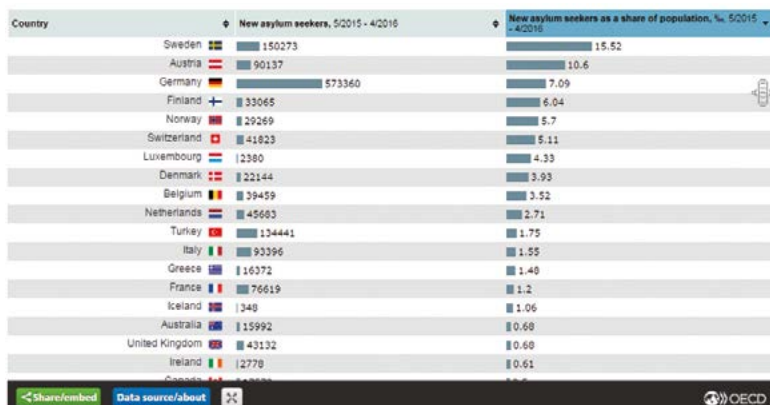 Country New asylum seekers, 5/2015 - 4/2016 New asylum seekers as a share of population, ‰, 5/2015 - 4/2016
Sweden 150273 15.52
Austria 90137 10.6
Germany 573360 7.09
Finland 33065 6.04
Norway 29269 5.7
Switzerland 41823 5.11
Luxembourg 2380 4.33
Denmark 22144 3.93
Belgium 39459 3.52
Netherlands 45683 2.71
Turkey 134441 1.75
Italy 93396 1.55
Greece 16372 1.48
France 76619 1.2
Iceland 348 1.06
Australia 15992 0.68
United Kingdom 43132 0.68
Ireland 2778 0.61
Canada
Share/embed Data source/about OECD